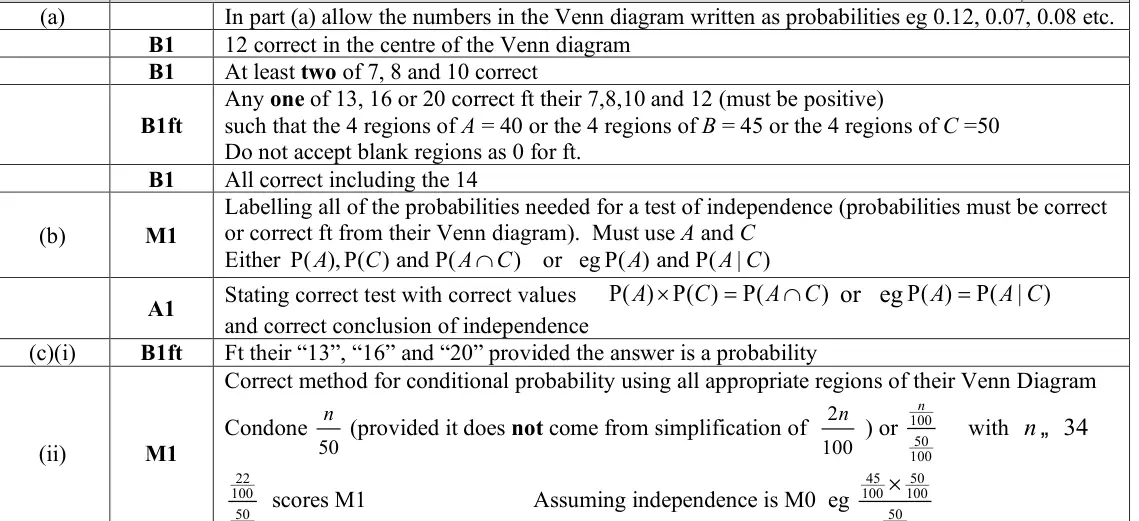 (a) In part (a) allow the numbers in the Venn diagram written as probabilities eg 0.12, 0.07, 0.08 etc.
B1 12 correct in the centre of the Venn diagram
B1 At least two of 7, 8 and 10 correct
Any one of 13, 16 or 20 correct ft their 7,8,10 and 12 (must be positive)
B1ft such that the 4 regions of A = 40 or the 4 regions of B = 45 or the 4 regions of C =50
Do not accept blank regions as 0 for ft.
B1 All correct including the 14
Labelling all of the probabilities needed for a test of independence (probabilities must be correct
(b) M1 or correct ft from their Venn diagram). Must use A and C
Either P(A), P(C) and P(A ∩ C) or eg P(A) and P(A | C)
A1 Stating correct test with correct values P(A) × P(C) = P(A ∩ C) or eg P(A) = P(A | C)
and correct conclusion of independence
(c)(i) B1ft Ft their “13”, “16” and “20” provided the answer is a probability
Correct method for conditional probability using all appropriate regions of their Venn Diagram
Condone n/50 (provided it does not come from simplification of 2n/100 ) or (n/100)/(50/100) with n „ 34
(ii) M1
(22/100)/(50 scores M1 Assuming independence is M0 eg (45/100 × 50/100)/(50